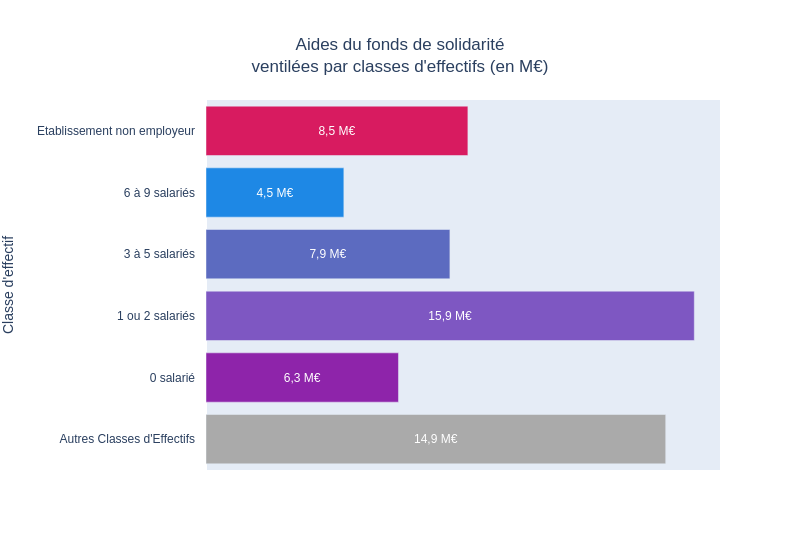 Aides du fonds de solidarité
ventilées par classes d'effectifs (en M€)
Classe d'effectif
Etablissement non employeur
8,5 M€
6 à 9 salariés
4,5 M€
3 à 5 salariés
7,9 M€
1 ou 2 salariés
15,9 M€
0 salarié
6,3 M€
Autres Classes d'Effectifs
14,9 M€